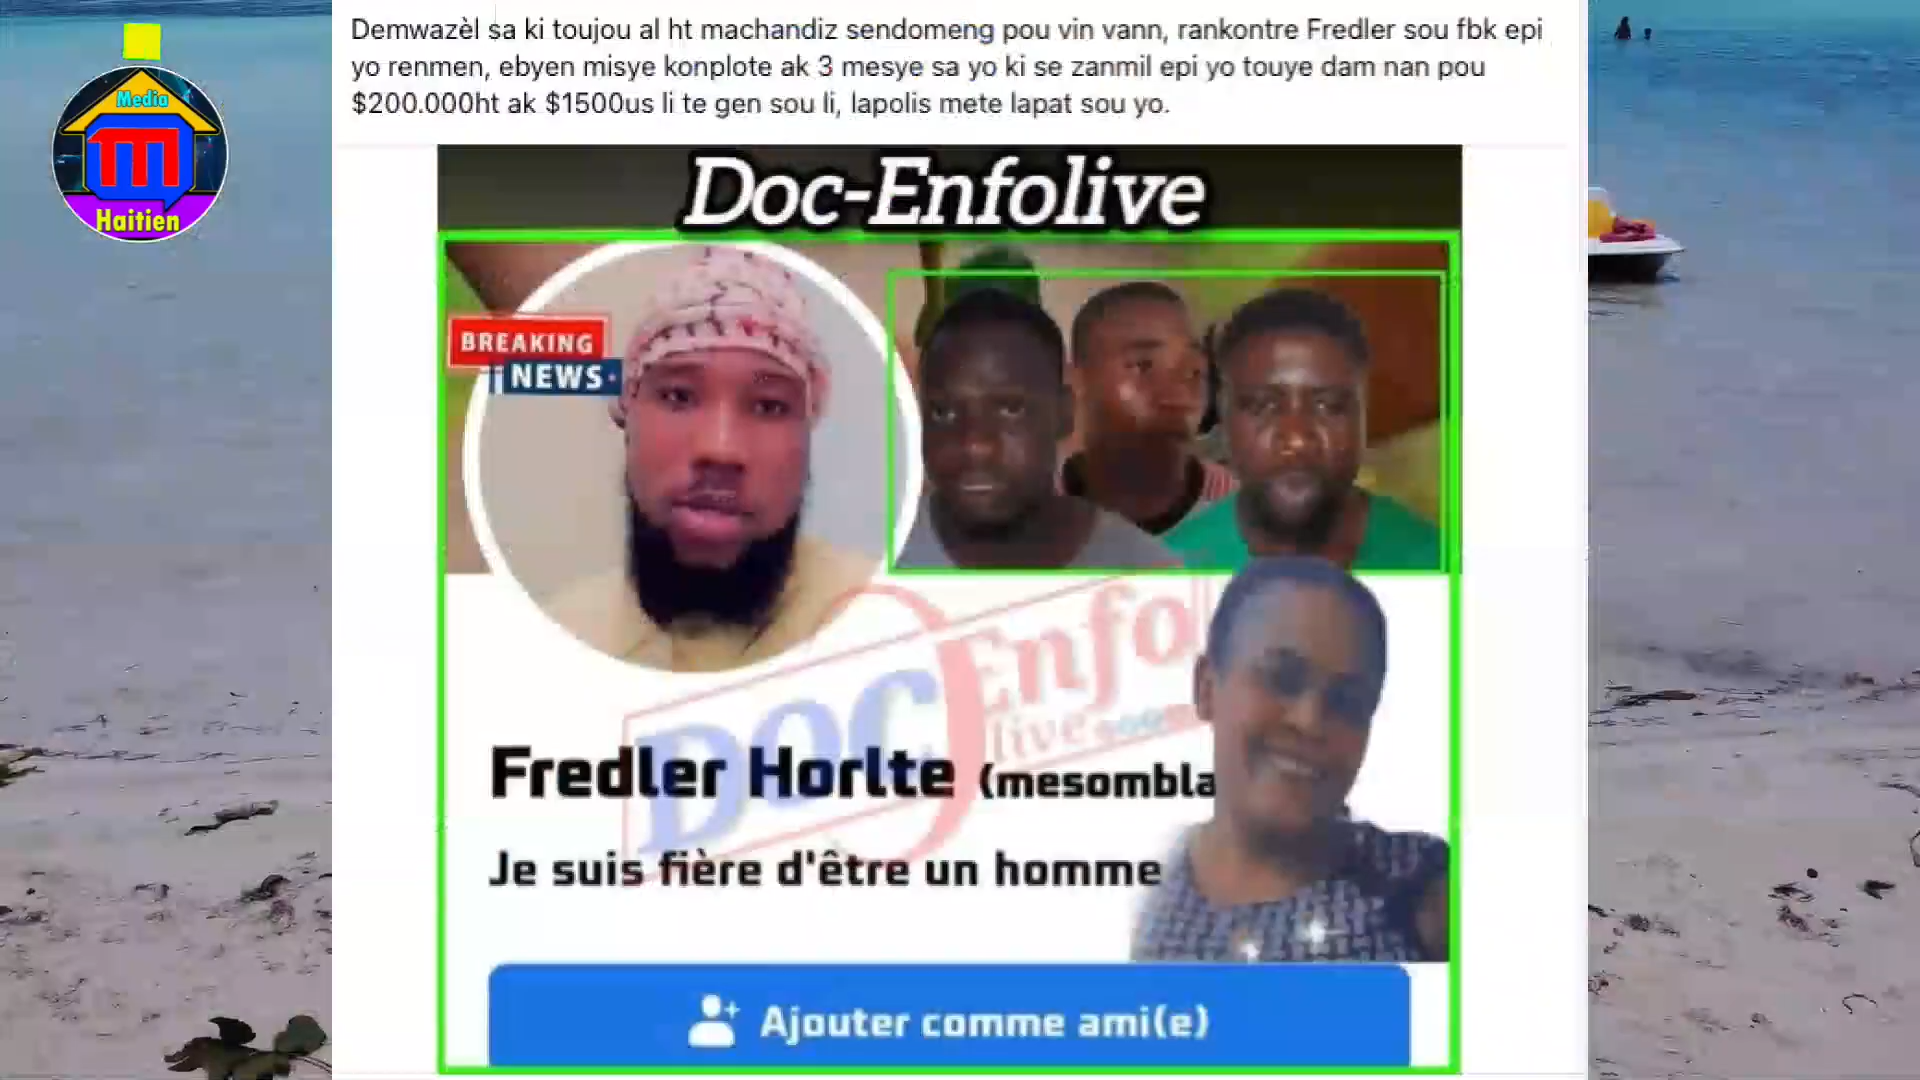 Demwazèl sa ki toujou al ht machandiz sendomeng pou vin vann, rankontre Fredler sou fbk epi
yo renmen, ebyen misye konplote ak 3 mesye sa yo ki se zanmil epi yo touye dam nan pou
$200.000ht ak $1500us li te gen sou li, lapolis mete lapat sou yo.
Media
m
Haitien
Doc-Enfolive
BREAKING
NEWS
Doc Enfo
live
Fredler Horlte (mesombla
Je suis fière d'être un homme
Ajouter comme ami(e)